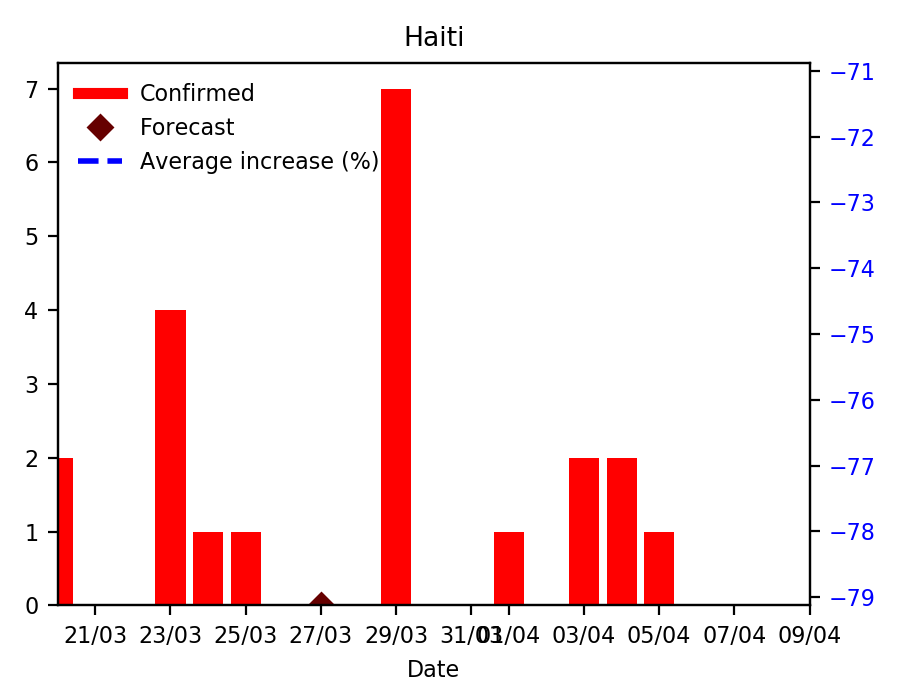 Haiti
Confirmed
Forecast
Average increase (%)
7
6
5
4
3
2
1
0
−71
−72
−73
−74
−75
−76
−77
−78
−79
21/03 23/03 25/03 27/03 29/03 31/03 01/04 03/04 05/04 07/04 09/04
Date